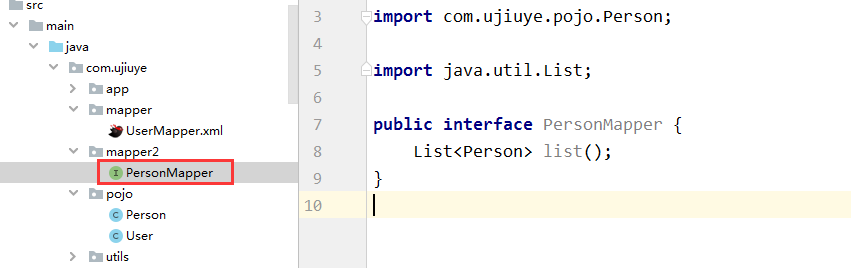 src
main
java
com.ujiuye
app
mapper
UserMapper.xml
mapper2
PersonMapper
pojo
Person
User
utils
3 import com.ujiuye.pojo.Person;
4
5 import java.util.List;
6
7 public interface PersonMapper {
8 List<Person> list();
9 }
10